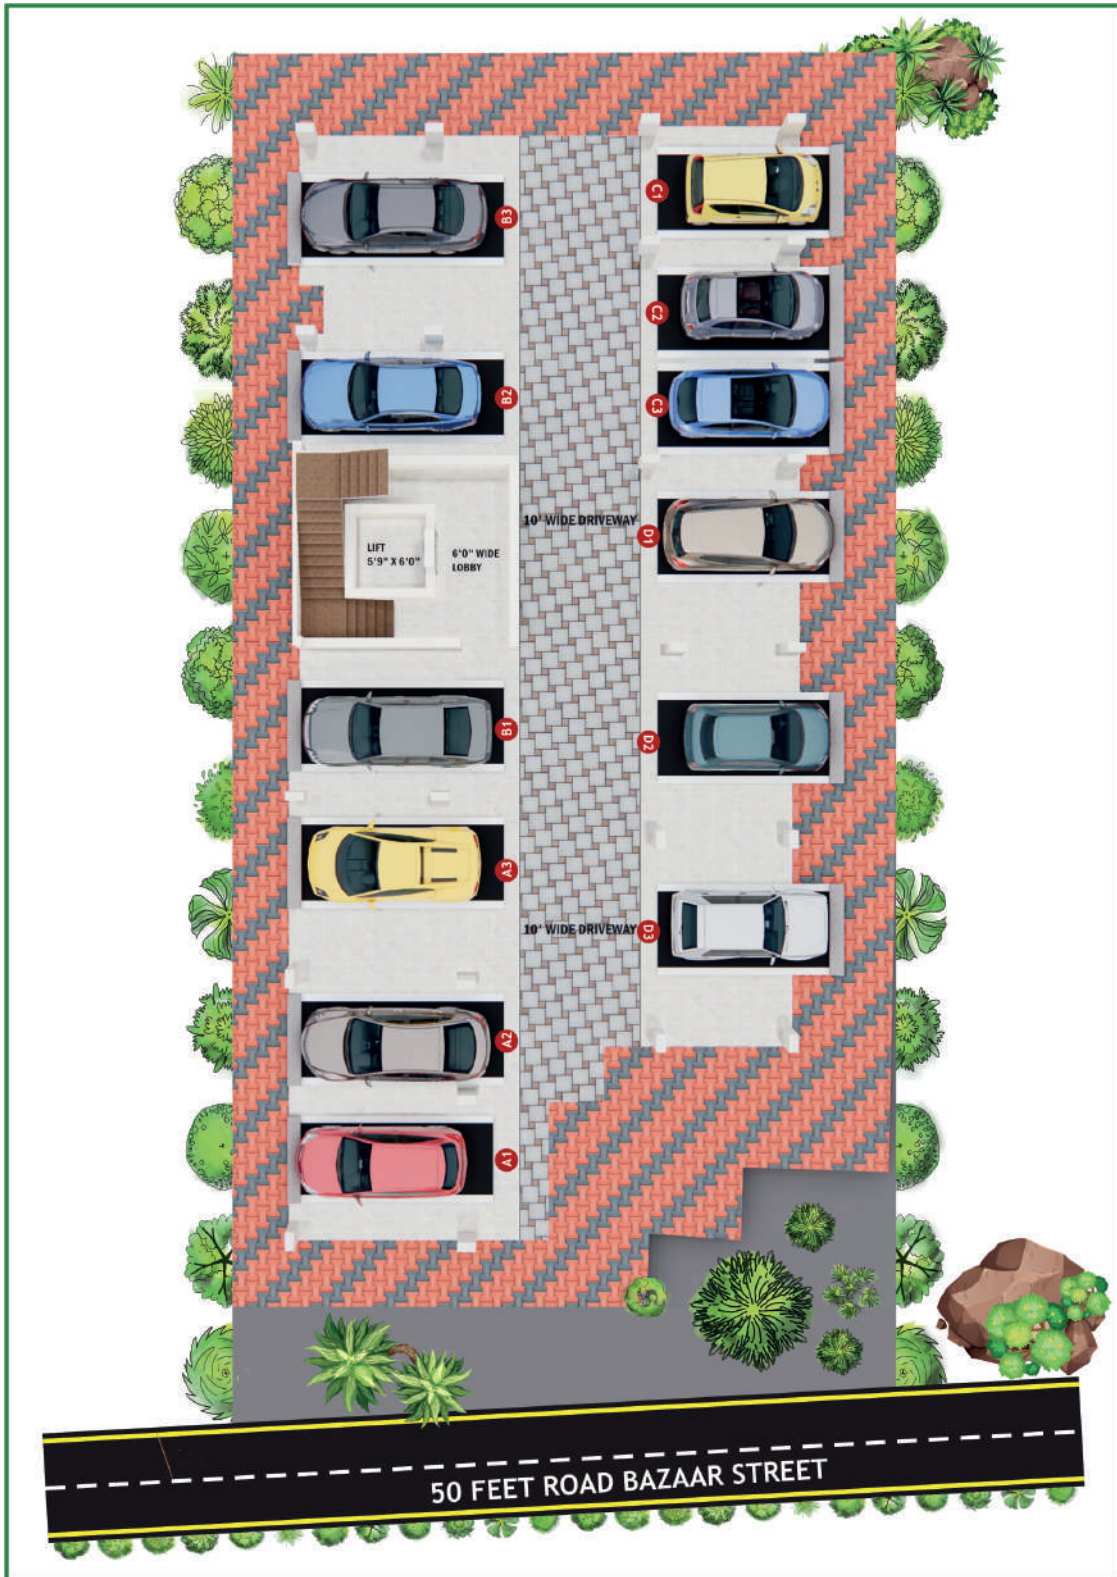 C1
B3
C2
B2
C3
10' WIDE DRIVEWAY
D1
LIFT
5'9" X 6'0"
6'0" WIDE
LOBBY
B1
D2
A3
10' WIDE DRIVEWAY
D3
A2
A1
50 FEET ROAD BAZAAR STREET